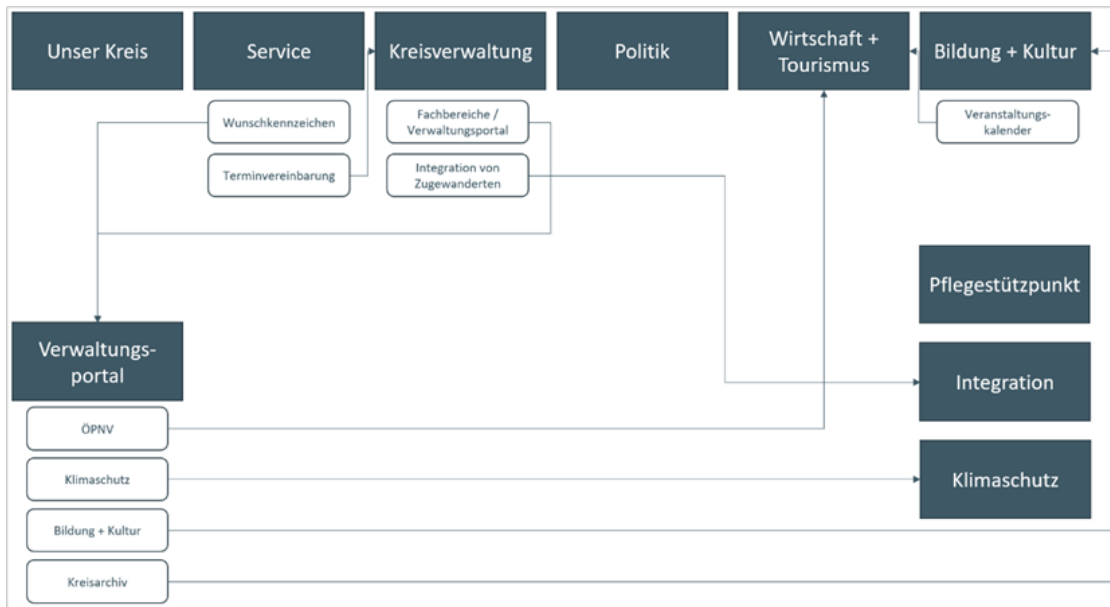 Unser Kreis
Service
Kreisverwaltung
Politik
Wirtschaft +
Tourismus
Bildung + Kultur
Wunschkennzeichen
Fachbereiche /
Verwaltungsportal
Veranstaltungs-
kalender
Terminvereinbarung
Integration von
Zugewanderten
Pflegestützpunkt
Verwaltungs-
portal
Integration
ÖPNV
Klimaschutz
Klimaschutz
Bildung + Kultur
Kreisarchiv